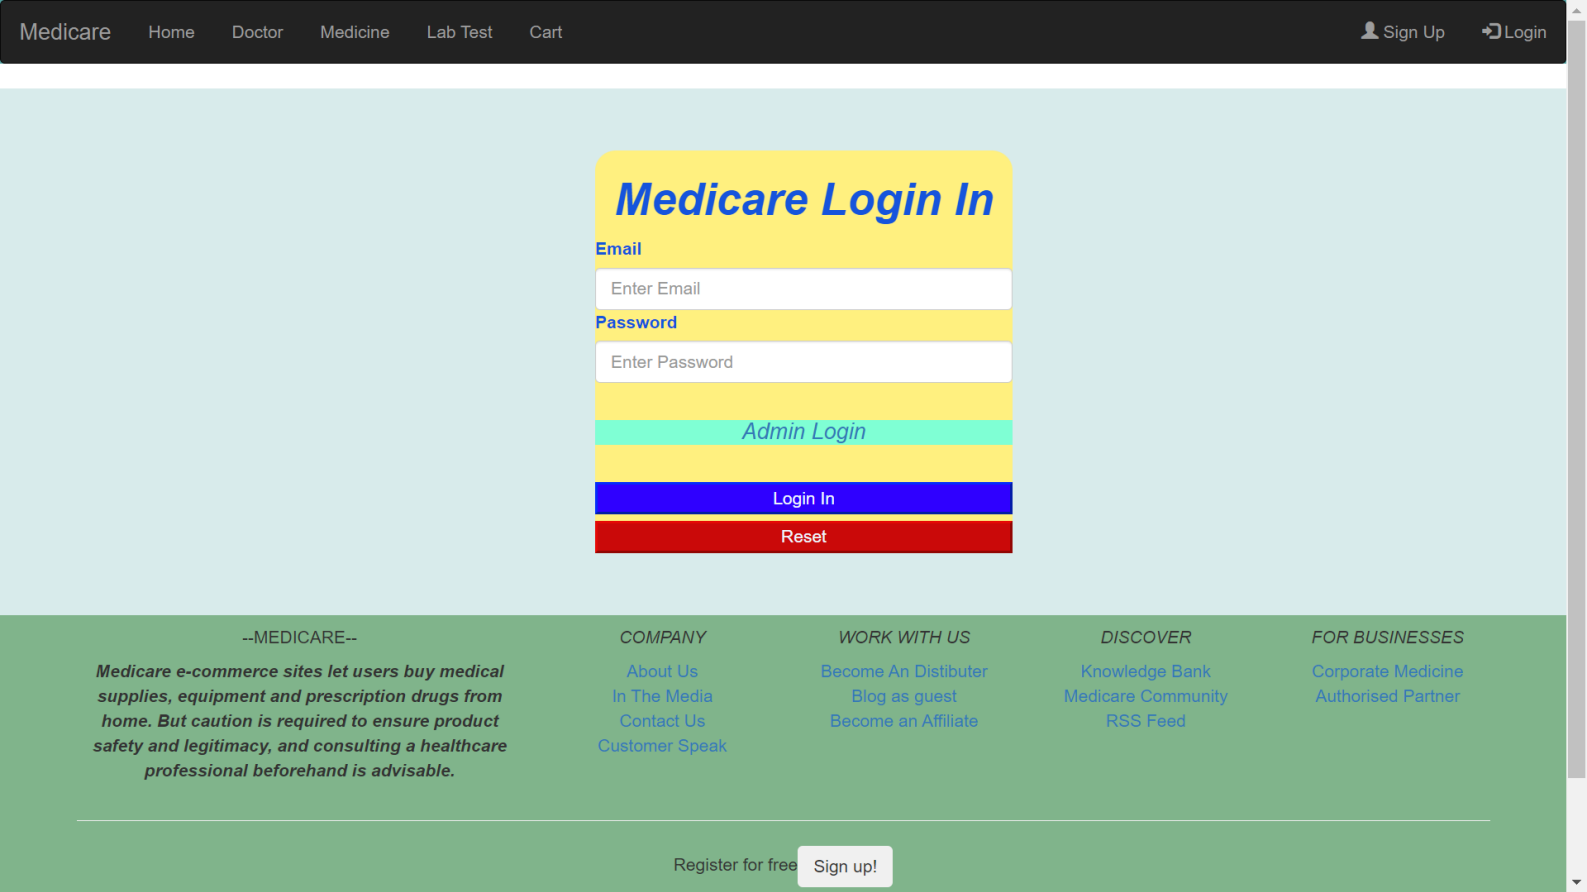 Medicare Home Doctor Medicine Lab Test Cart Sign Up Login
Medicare Login In
Email
Enter Email
Password
Enter Password
Admin Login
Login In
Reset
--MEDICARE--
Medicare e-commerce sites let users buy medical
supplies, equipment and prescription drugs from
home. But caution is required to ensure product
safety and legitimacy, and consulting a healthcare
professional beforehand is advisable.
COMPANY
About Us
In The Media
Contact Us
Customer Speak
WORK WITH US
Become An Distibuter
Blog as guest
Become an Affiliate
DISCOVER
Knowledge Bank
Medicare Community
RSS Feed
FOR BUSINESSES
Corporate Medicine
Authorised Partner
Register for free Sign up!